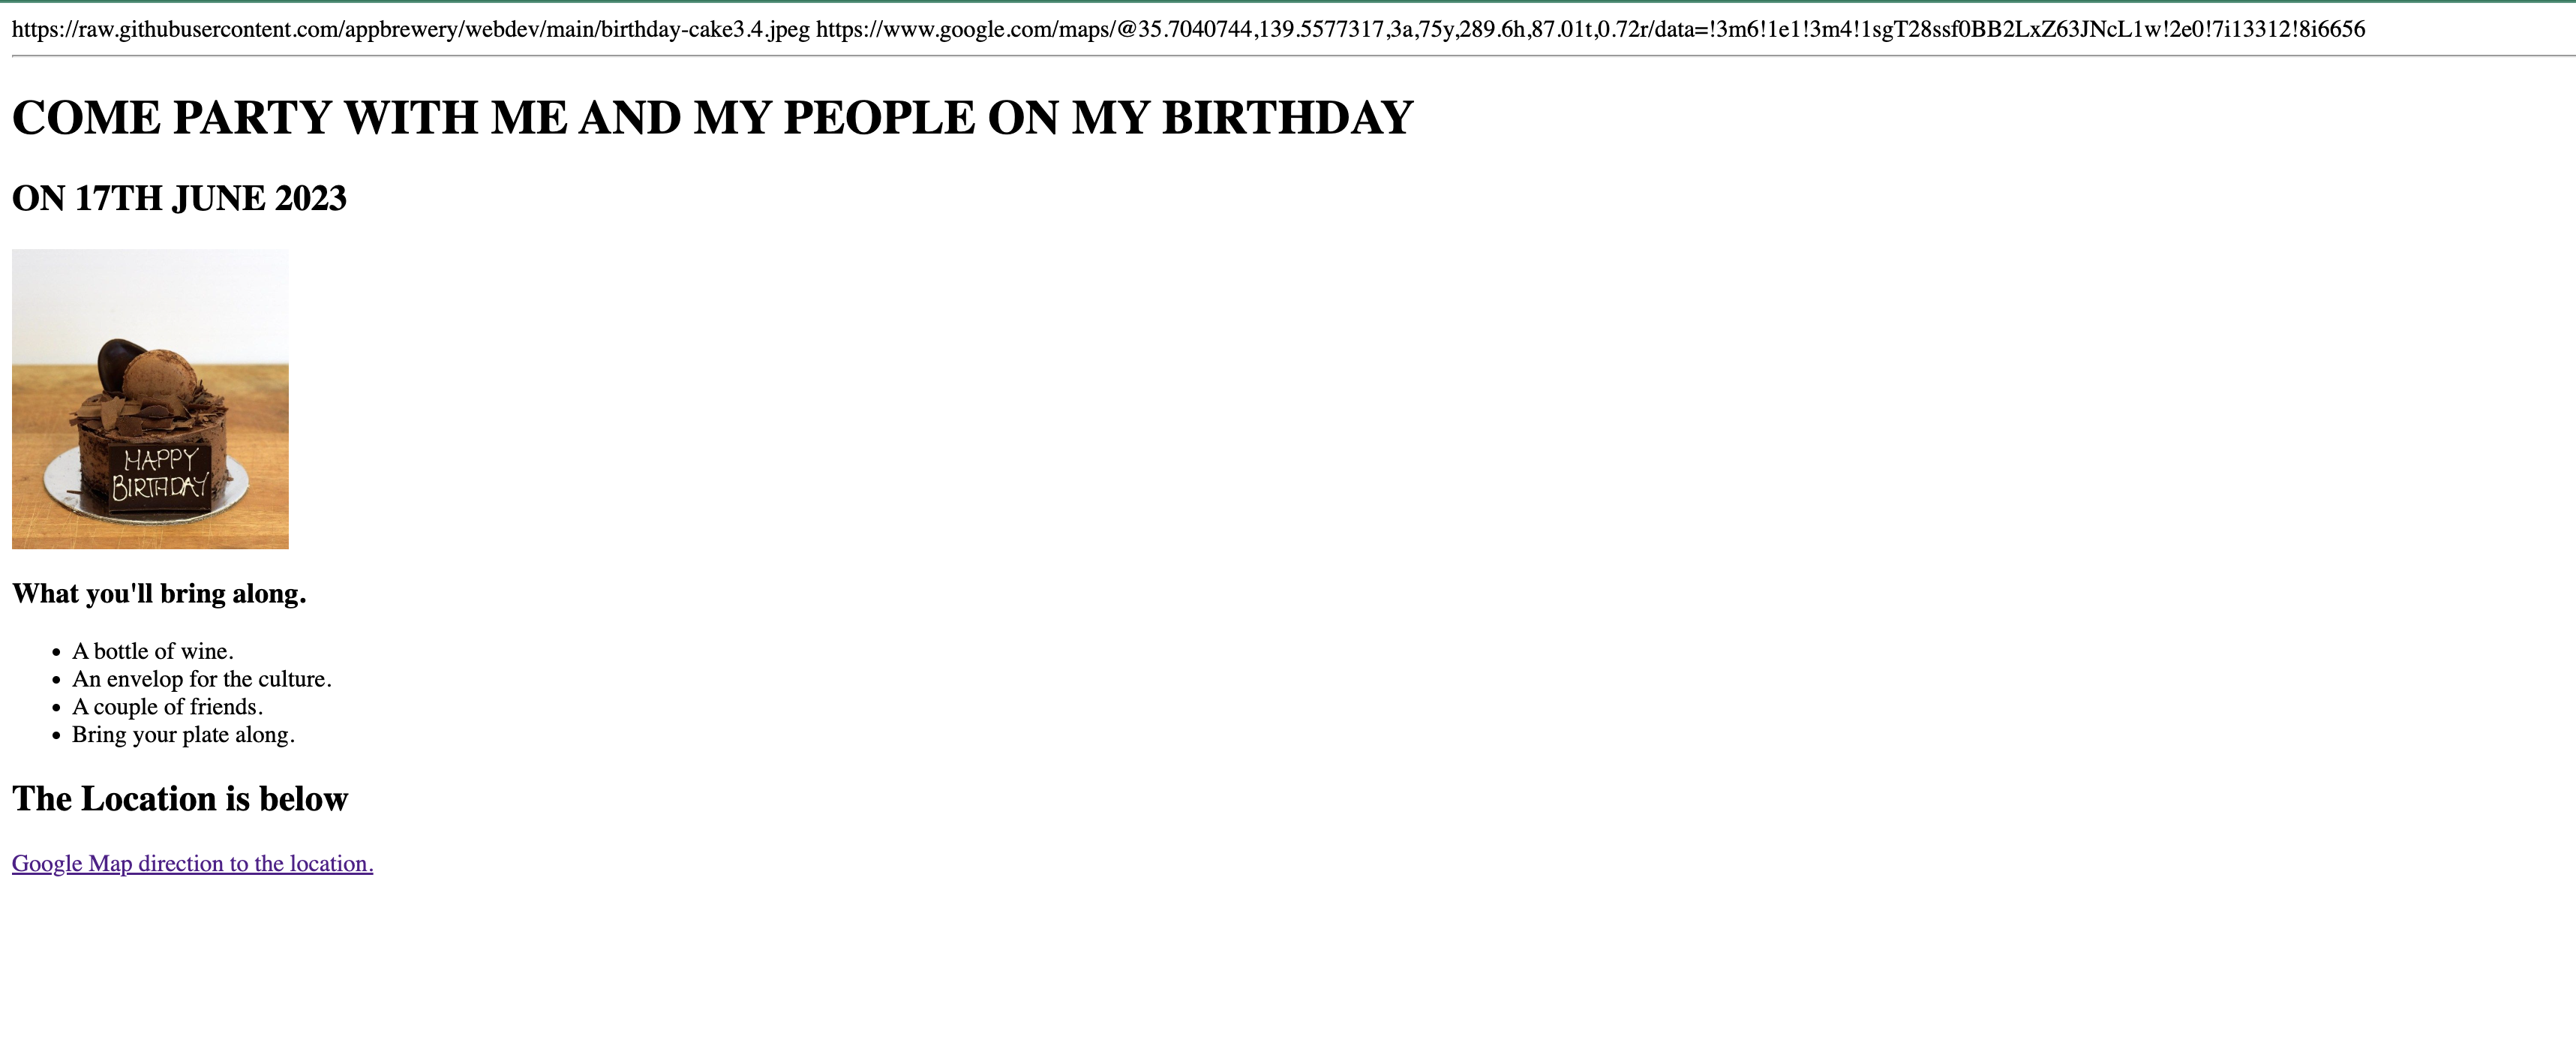 https://raw.githubusercontent.com/appbrewery/webdev/main/birthday-cake3.4.jpeg https://www.google.com/maps/@35.7040744,139.5577317,3a,75y,289.6h,87.01t,0.72r/data=!3m6!1e1!3m4!1sgT28ssf0BB2LxZ63JNcL1w!2e0!7i13312!8i6656
COME PARTY WITH ME AND MY PEOPLE ON MY BIRTHDAY
ON 17TH JUNE 2023
HAPPY
BIRTHDAY
What you'll bring along.
• A bottle of wine.
• An envelop for the culture.
• A couple of friends.
• Bring your plate along.
The Location is below
Google Map direction to the location.